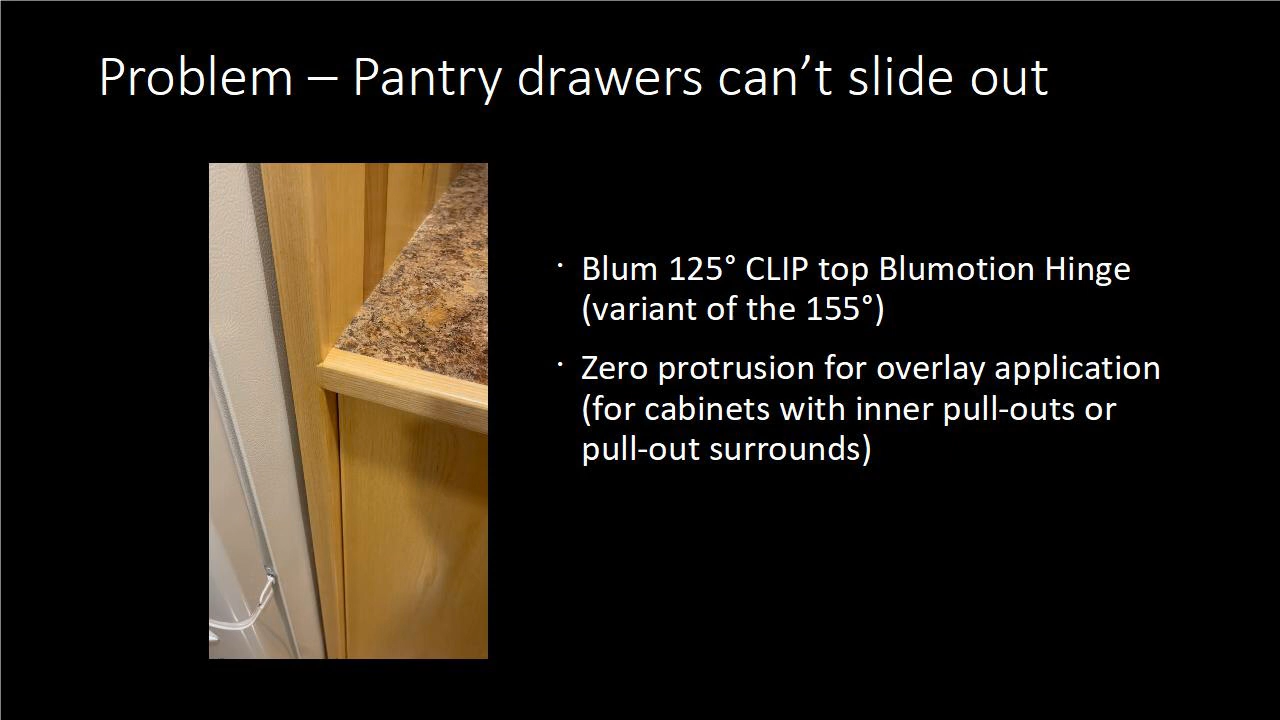 Problem – Pantry drawers can’t slide out
· Blum 125° CLIP top Blumotion Hinge
(variant of the 155°)
· Zero protrusion for overlay application
(for cabinets with inner pull-outs or
pull-out surrounds)